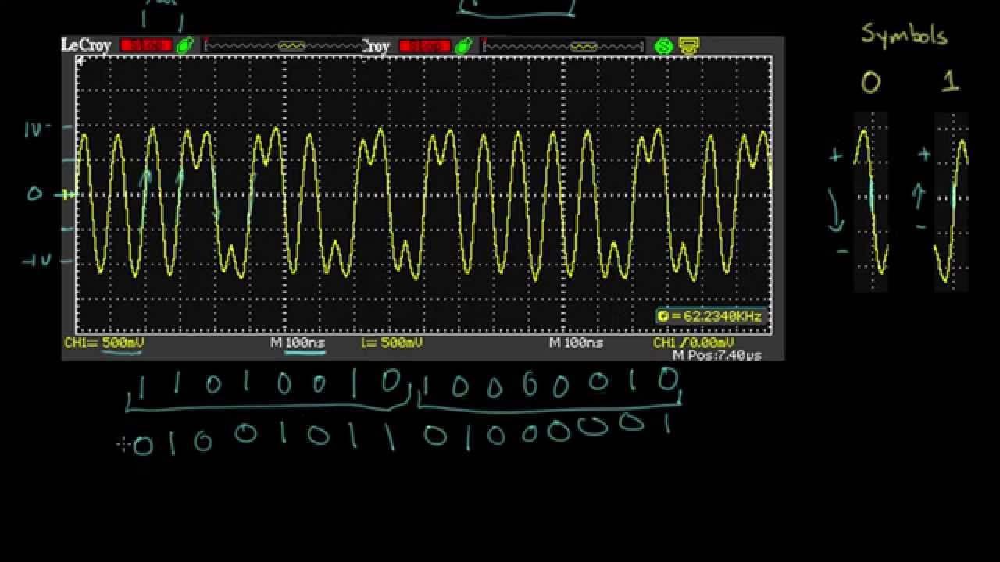 Symbols
LeCroy Stop Croy Stop
0 1
1V
+ +
0
- -
-1V
= 62.2340KHz
CH1= 500mV M 100ns = 500mV M 100ns CH1 / 0.00mV
M Pos:7.40µs
1 1 0 1 0 0 1 0 1 0 0 0 0 0 1 0
0 1 0 0 1 0 1 1 0 1 0 0 0 0 0 1